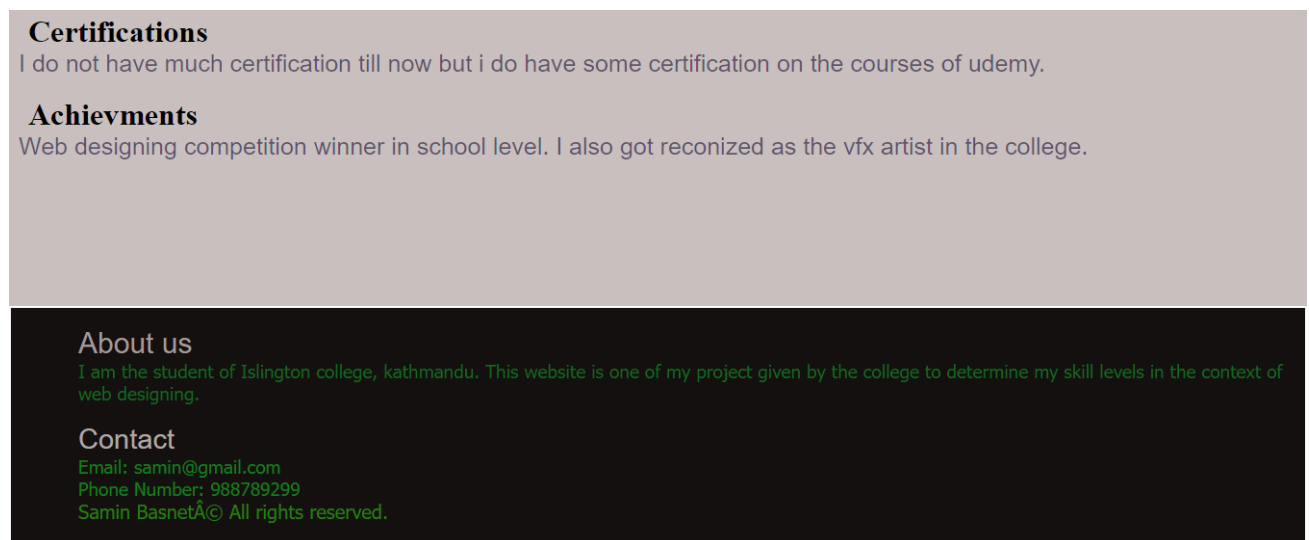 Certifications
I do not have much certification till now but i do have some certification on the courses of udemy.
Achievments
Web designing competition winner in school level. I also got reconized as the vfx artist in the college.
About us
I am the student of Islington college, kathmandu. This website is one of my project given by the college to determine my skill levels in the context of
web designing.
Contact
Email: samin@gmail.com
Phone Number: 988789299
Samin BasnetÂ© All rights reserved.